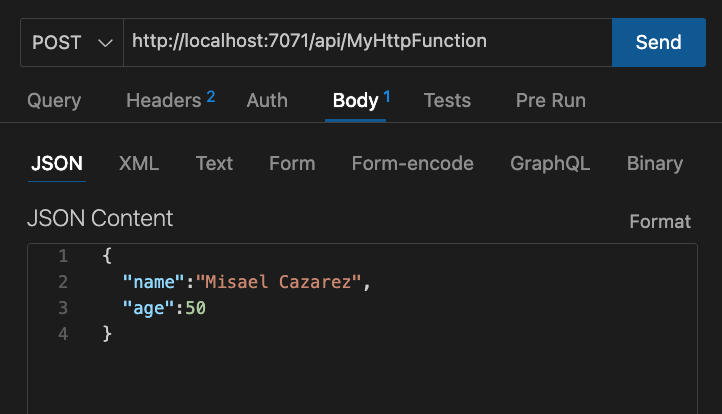 POST http://localhost:7071/api/MyHttpFunction Send
Query Headers 2 Auth Body 1 Tests Pre Run
JSON XML Text Form Form-encode GraphQL Binary
JSON Content Format
1 {
2 "name":"Misael Cazarez",
3 "age":50
4 }